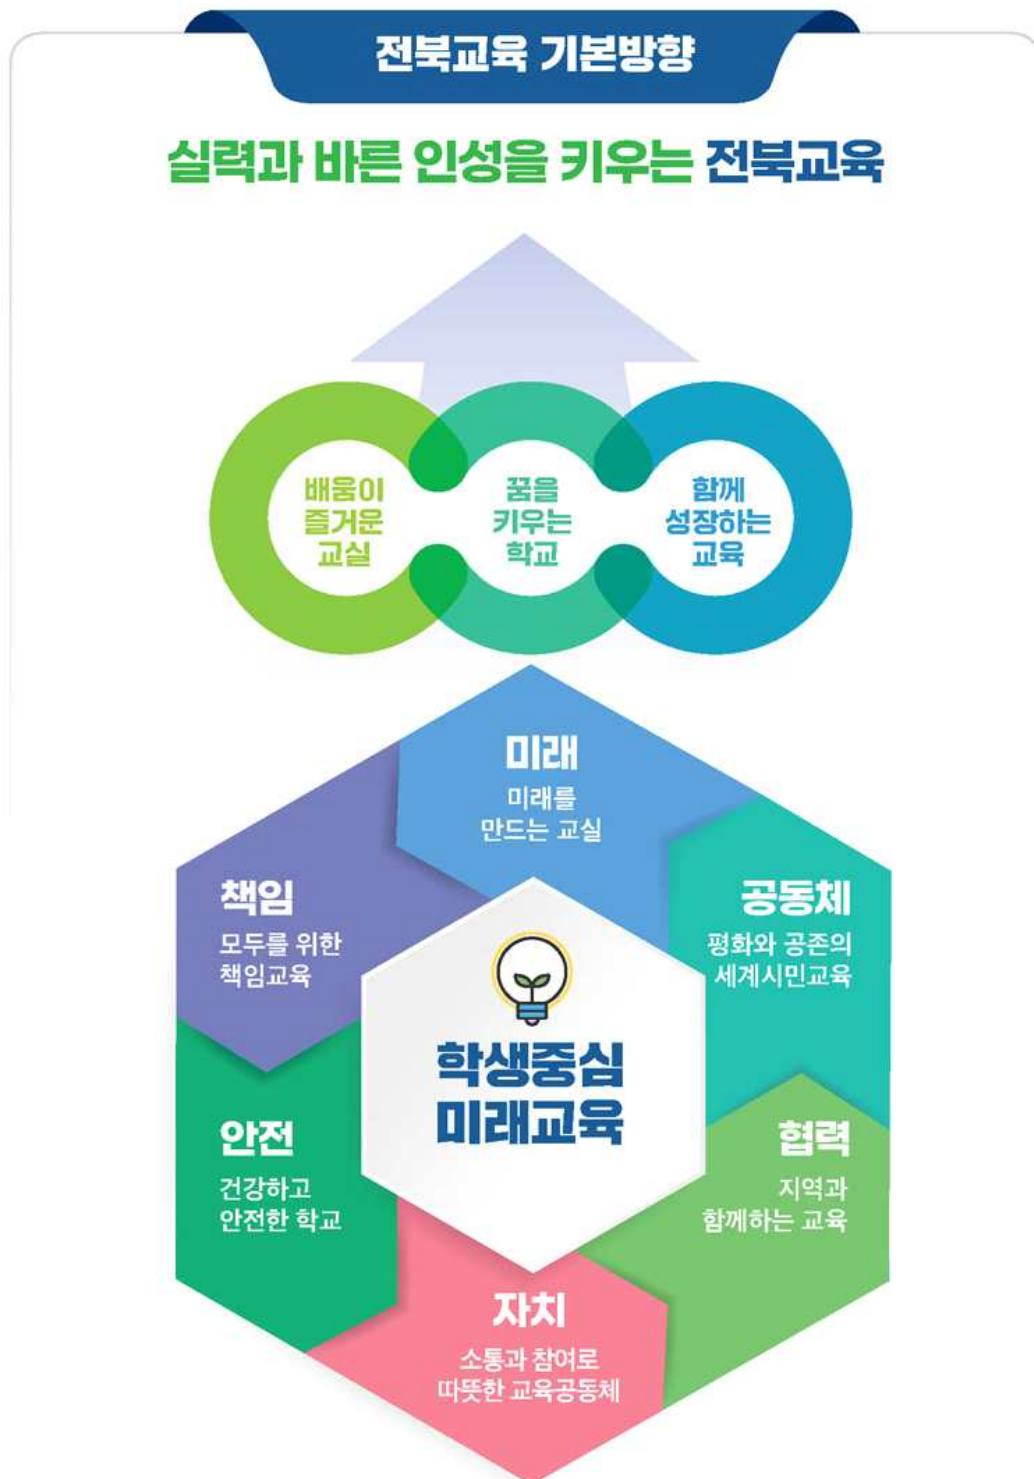 전북교육 기본방향
실력과 바른 인성을 키우는 전북교육
배움이
즐거운
교실
꿈을
키우는
학교
함께
성장하는
교육
미래
미래를
만드는 교실
책임
모두를 위한
책임교육
공동체
평화와 공존의
세계시민교육
학생중심
미래교육
안전
건강하고
안전한 학교
협력
지역과
함께하는 교육
자치
소통과 참여로
따뜻한 교육공동체